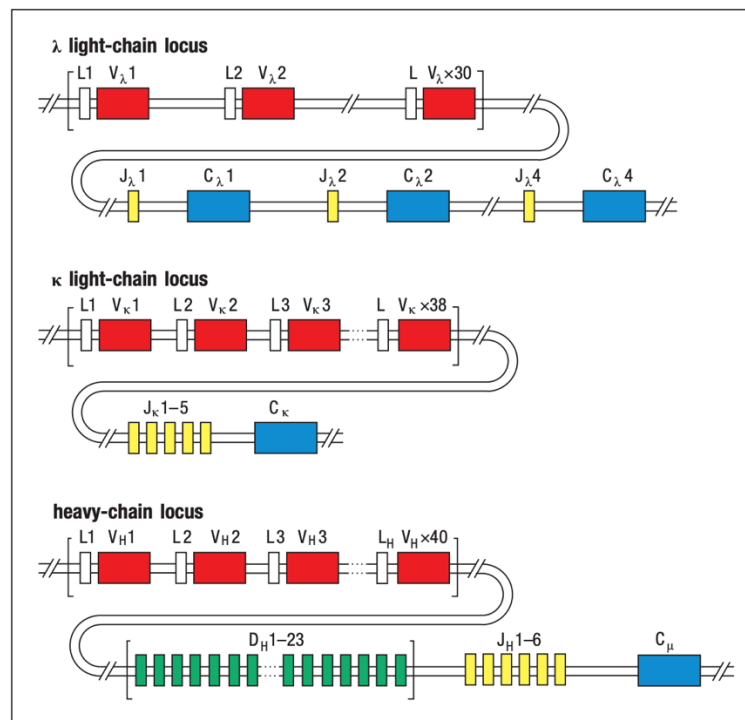 λ light-chain locus
L1 Vλ1 L2 Vλ2 L Vλ×30
Jλ1 Cλ1 Jλ2 Cλ2 Jλ4 Cλ4
κ light-chain locus
L1 Vκ1 L2 Vκ2 L3 Vκ3 L Vκ×38
Jκ1–5 Cκ
heavy-chain locus
L1 VH1 L2 VH2 L3 VH3 LH VH×40
DH1–23 JH1–6 Cμ